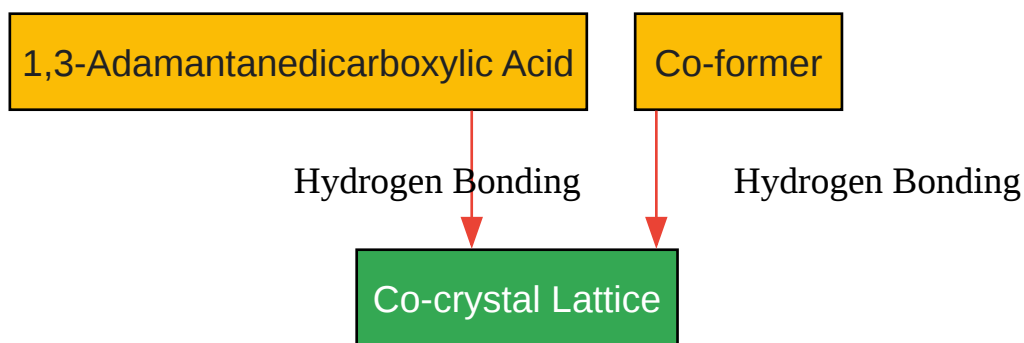 1,3-Adamantanedicarboxylic Acid
Co-former
Hydrogen Bonding
Hydrogen Bonding
Co-crystal Lattice